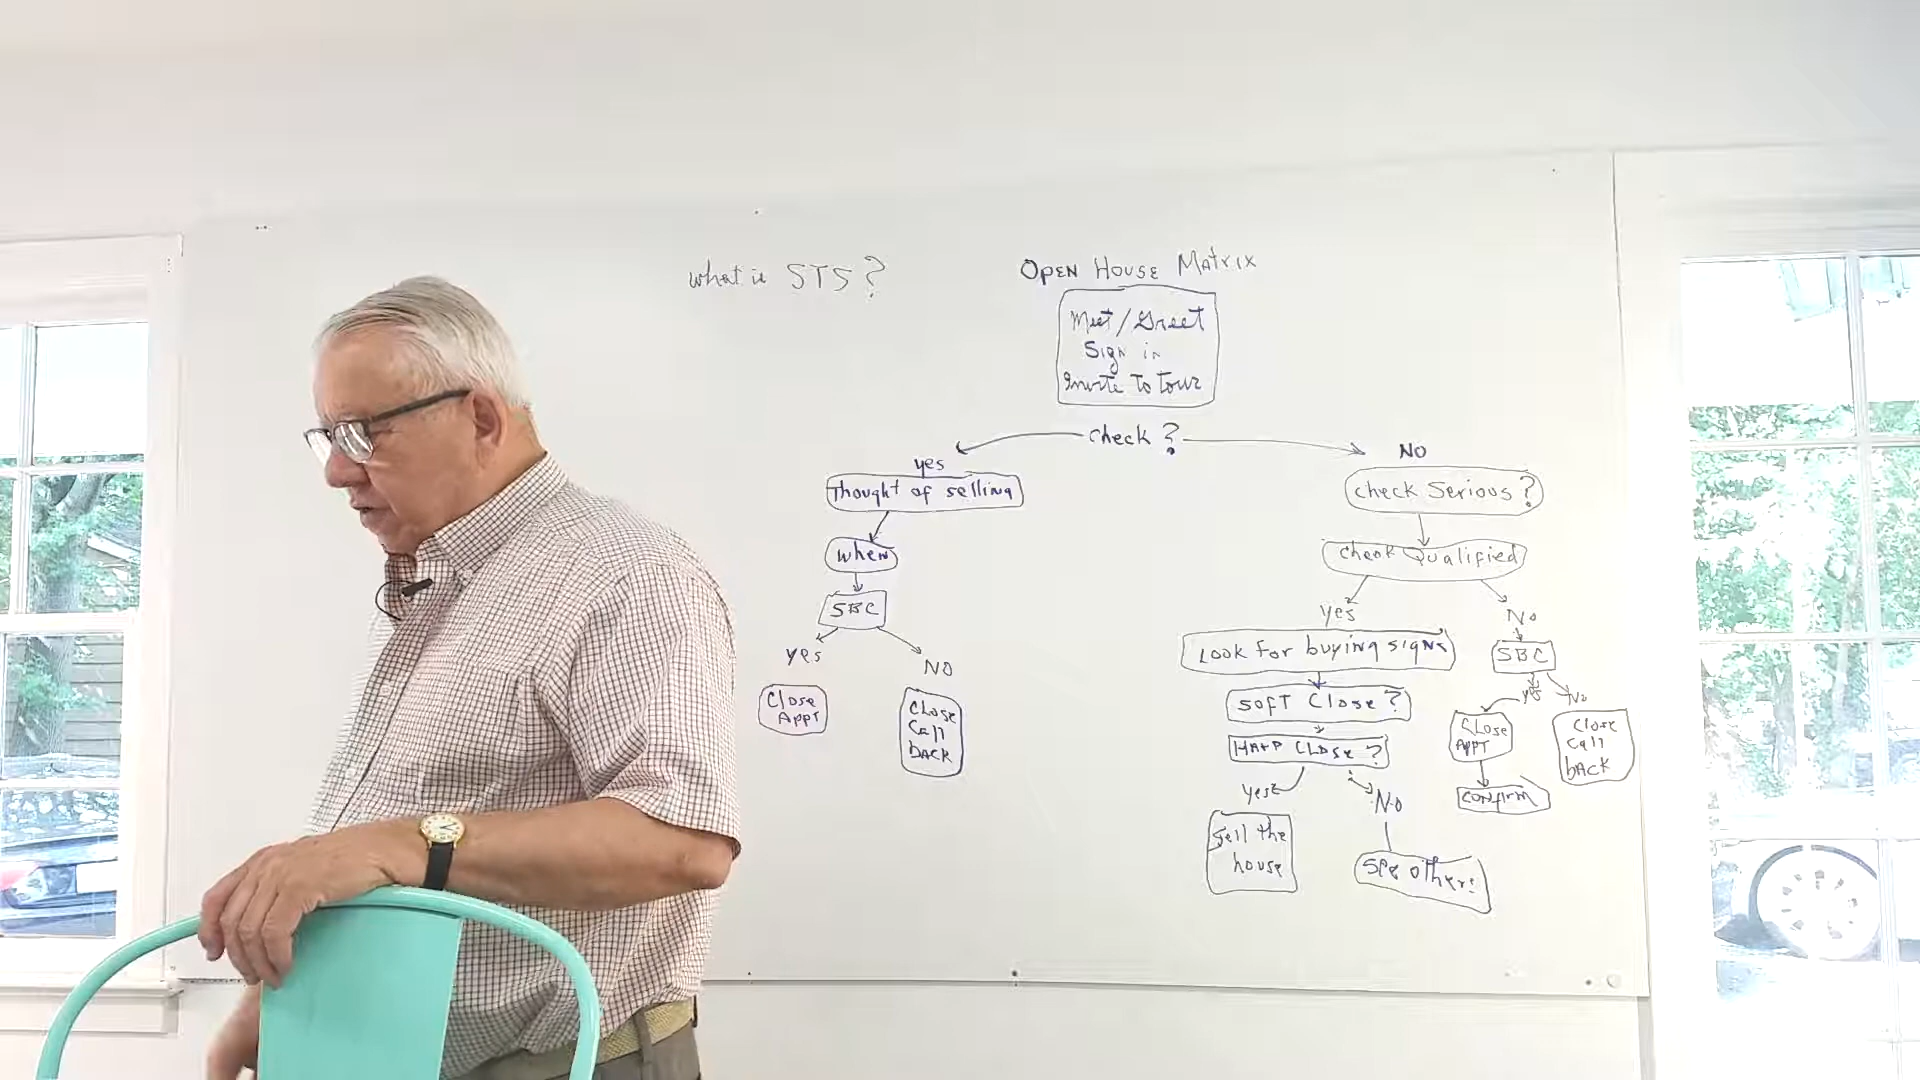 what is STS?
Open House Matrix
Meet/Greet
Sign in
Invite To Tour
check?
yes
Thought of selling
when
SBC
yes
Close
APPT
NO
Close
call
back
NO
check Serious?
check Qualified
yes
Look for buying signs
soft Close?
Hard Close?
yes
Sell the
house
No
See others
No
SBC
yes
Close
APPT
confirm
No
Close
call
back